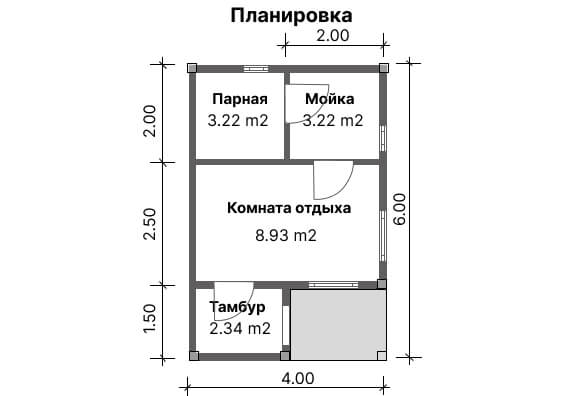 Планировка
2.00
Парная
3.22 m2
Мойка
3.22 m2
2.00
Комната отдыха
8.93 m2
2.50
6.00
Тамбур
2.34 m2
1.50
4.00